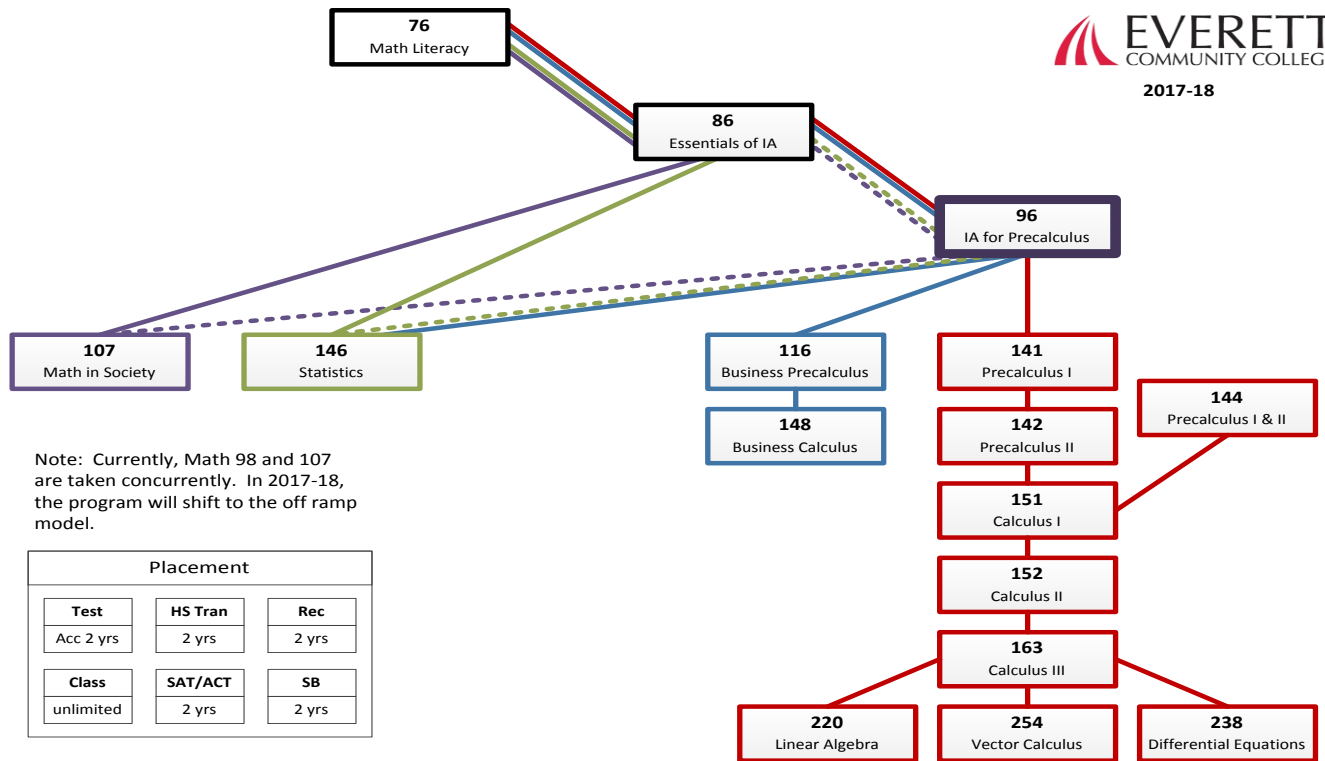 76
Math Literacy
EVERETT
COMMUNITY COLLEG
2017-18
86
Essentials of IA
96
IA for Precalculus
107
Math in Society
146
Statistics
116
Business Precalculus
141
Precalculus I
144
Precalculus I & II
148
Business Calculus
142
Precalculus II
Note: Currently, Math 98 and 107
are taken concurrently. In 2017-18,
the program will shift to the off ramp
model.
151
Calculus I
Placement
Test
Acc 2 yrs
HS Tran
2 yrs
Rec
2 yrs
Class
unlimited
SAT/ACT
2 yrs
SB
2 yrs
152
Calculus II
163
Calculus III
220
Linear Algebra
254
Vector Calculus
238
Differential Equations